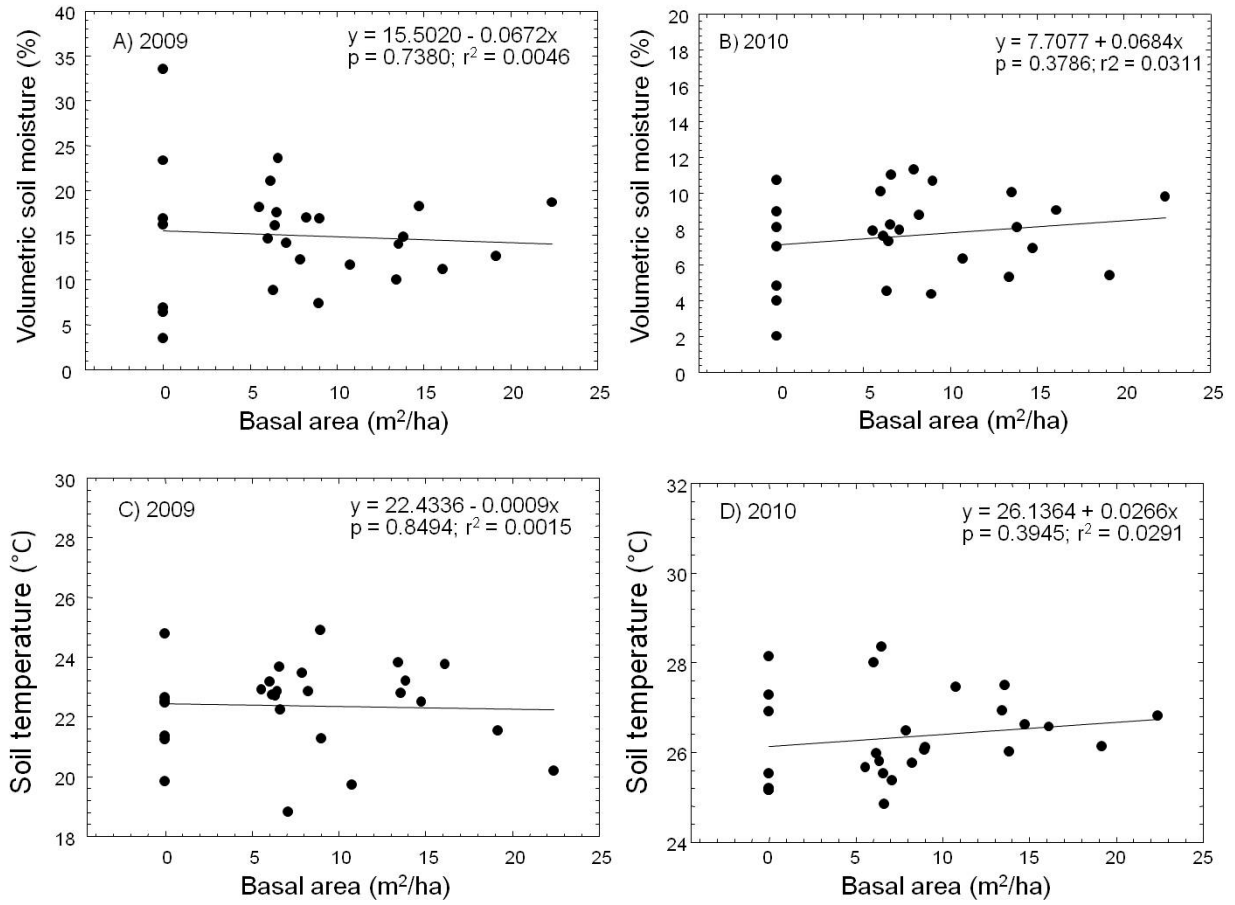 A) 2009
y = 15.5020 - 0.0672x
p = 0.7380; r² = 0.0046
Volumetric soil moisture (%)
40
35
30
25
20
15
10
5
0
0 5 10 15 20 25
Basal area (m²/ha)
B) 2010
y = 7.7077 + 0.0684x
p = 0.3786; r2 = 0.0311
Volumetric soil moisture (%)
20
18
16
14
12
10
8
6
4
2
0
0 5 10 15 20 25
Basal area (m²/ha)
C) 2009
y = 22.4336 - 0.0009x
p = 0.8494; r² = 0.0015
Soil temperature (°C)
30
28
26
24
22
20
18
0 5 10 15 20 25
Basal area (m²/ha)
D) 2010
y = 26.1364 + 0.0266x
p = 0.3945; r² = 0.0291
Soil temperature (°C)
32
30
28
26
24
0 5 10 15 20 25
Basal area (m²/ha)